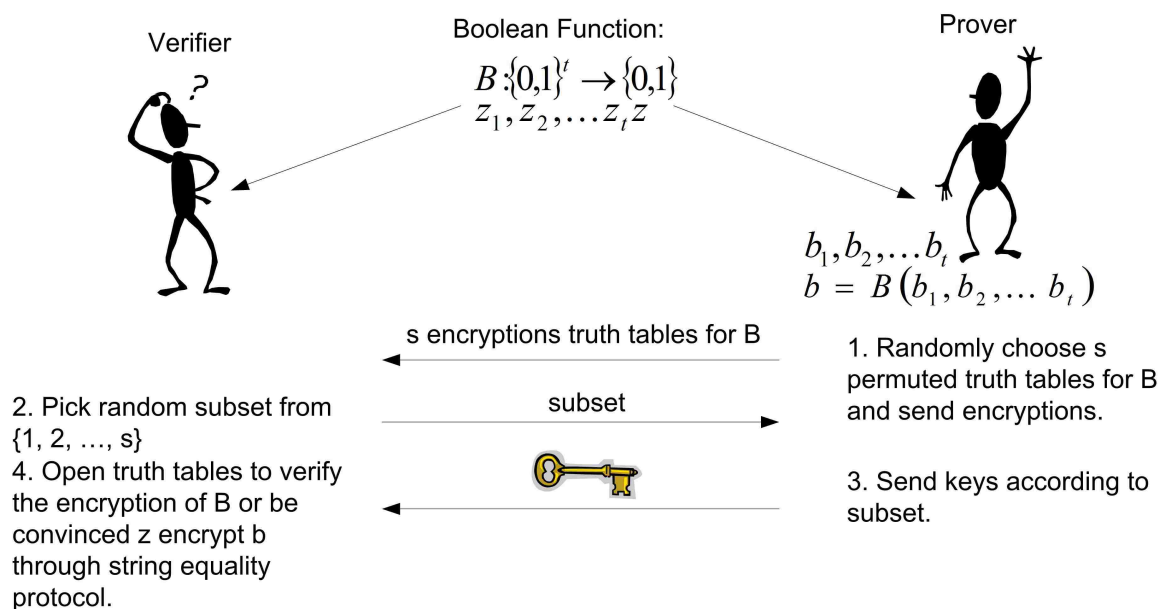 Verifier
Boolean Function:
Prover
?
B:{0,1}^t → {0,1}
z_1, z_2, ... z_t z
b_1, b_2, ... b_t
b = B(b_1, b_2, ... b_t)
s encryptions truth tables for B
1. Randomly choose s
permuted truth tables for B
and send encryptions.
subset
2. Pick random subset from
{1, 2, …, s}
4. Open truth tables to verify
the encryption of B or be
convinced z encrypt b
through string equality
protocol.
3. Send keys according to
subset.